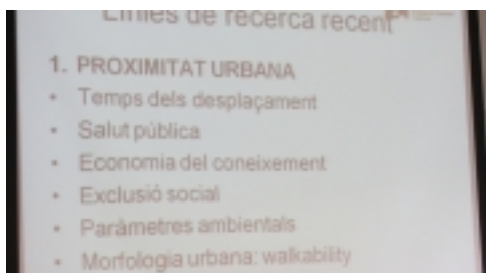 Línies de recerca recent
1. PROXIMITAT URBANA
• Temps dels desplaçament
• Salut pública
• Economia del coneixement
• Exclusió social
• Paràmetres ambientals
• Morfologia urbana: walkability